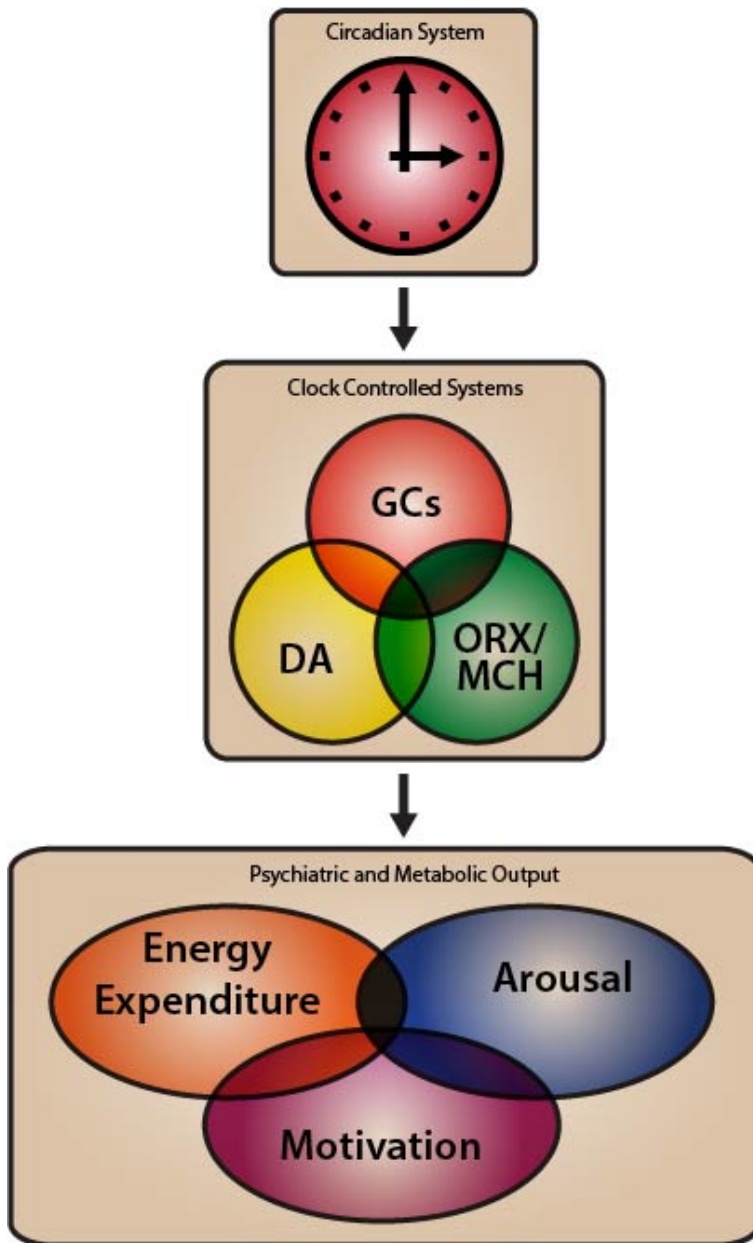 Circadian System
Clock Controlled Systems
GCs
DA
ORX/
MCH
Psychiatric and Metabolic Output
Energy
Expenditure
Arousal
Motivation